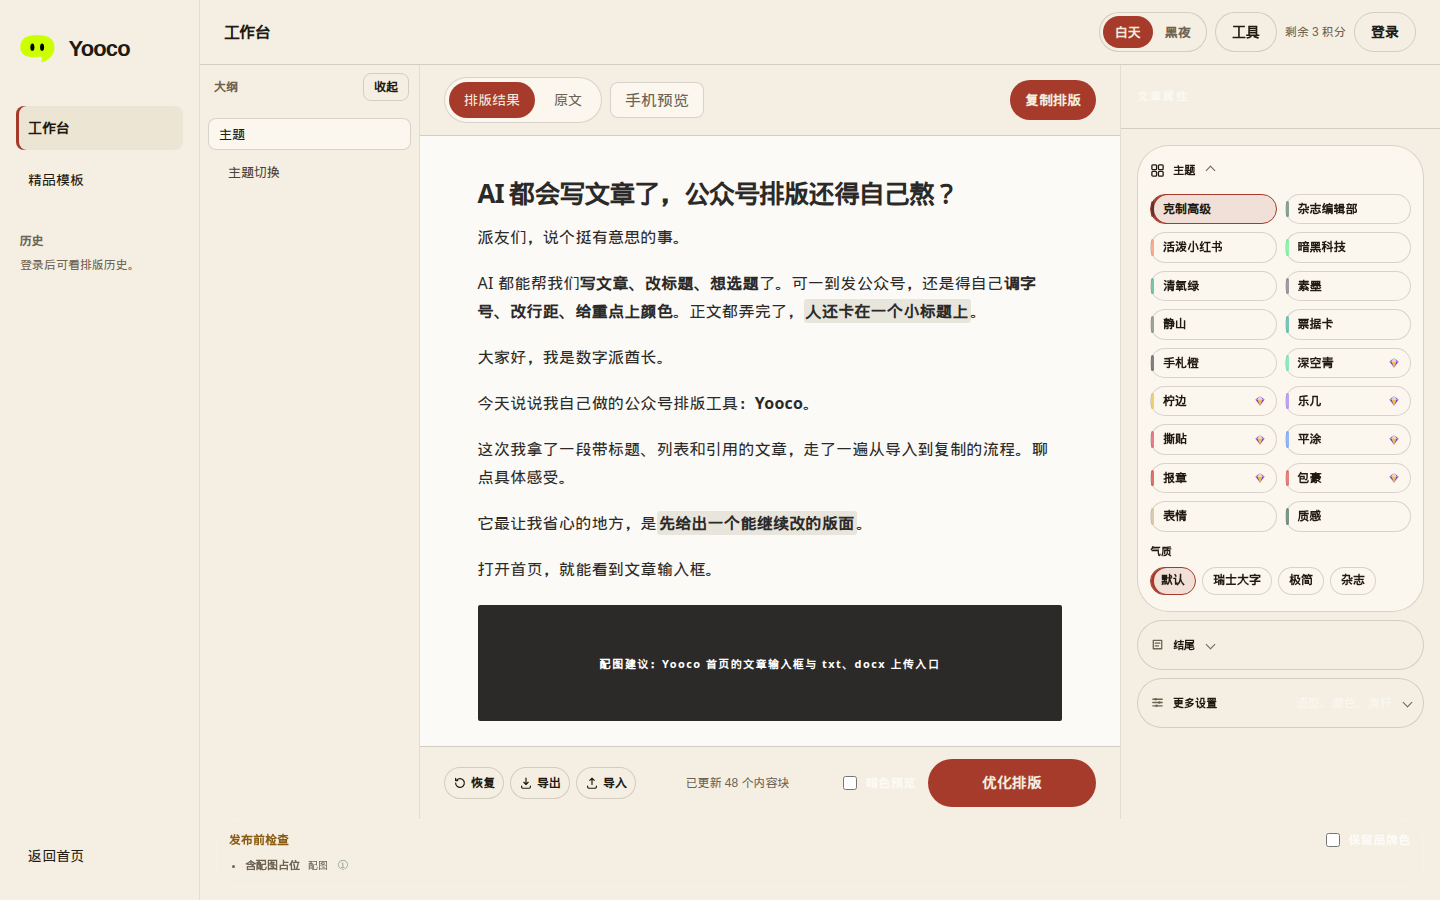 Yooco
工作台
精品模板
历史
登录后可看排版历史。
返回首页
工作台
白天
黑夜
工具
剩余 3 积分
登录
大纲
收起
主题
主题切换
排版结果
原文
手机预览
复制排版
AI 都会写文章了，公众号排版还得自己熬？
派友们，说个挺有意思的事。
AI 都能帮我们写文章、改标题、想选题了。可一到发公众号，还是得自己调字
号、改行距、给重点上颜色。正文都弄完了，人还卡在一个小标题上。
大家好，我是数字派酋长。
今天说说我自己做的公众号排版工具：Yooco。
这次我拿了一段带标题、列表和引用的文章，走了一遍从导入到复制的流程。聊
点具体感受。
它最让我省心的地方，是先给出一个能继续改的版面。
打开首页，就能看到文章输入框。
配图建议：Yooco 首页的文章输入框与 txt、docx 上传入口
恢复
导出
导入
已更新 48 个内容块
暗色预览
优化排版
发布前检查
含配图占位 配图
保留品牌色
文章属性
主题
克制高级
杂志编辑部
活泼小红书
暗黑科技
清氧绿
素墨
静山
票据卡
手札橙
深空青
柠边
乐几
撕贴
平涂
报章
包豪
表情
质感
气质
默认
瑞士大字
极简
杂志
结尾
更多设置